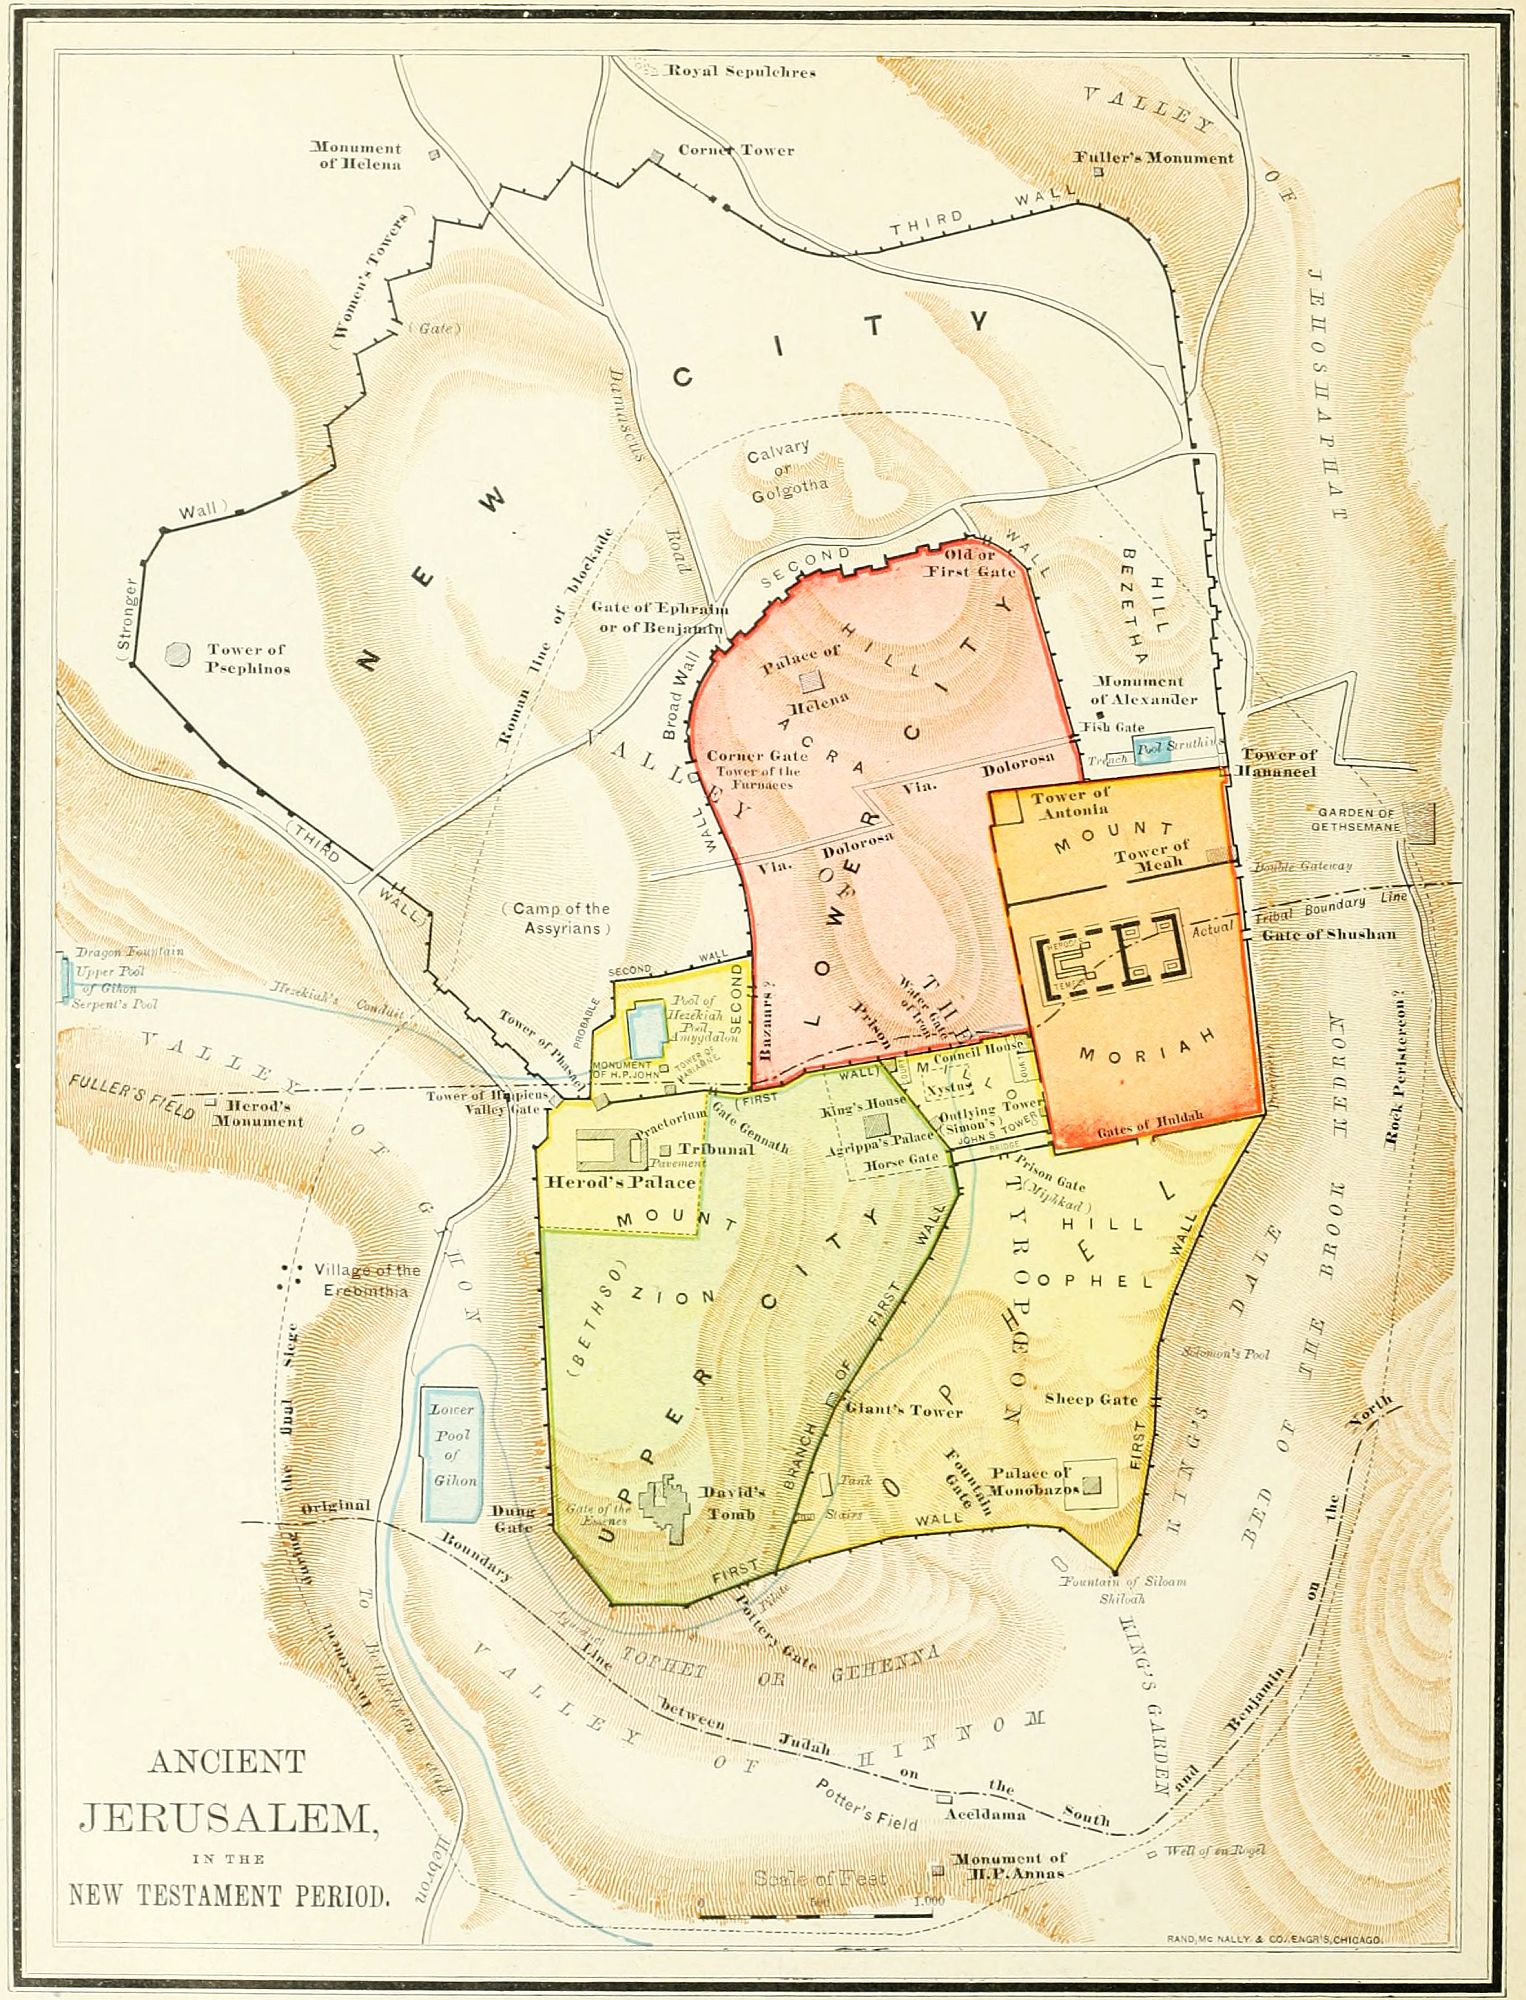 Royal Sepulchres
VALLEY OF JEHOSHAPHAT
Monument
of Helena
Corner Tower
Fuller's Monument
THIRD WALL
(Women's Towers)
(Gate)
NEW CITY
Damascus Road
Calvary
or
Golgotha
(Stronger Wall)
Roman line of blockade
SECOND WALL
Old or
First Gate
HILL
BEZETHA
Gate of Ephraim
or of Benjamin
Tower of
Psephinos
Broad Wall
Palace of
Helena
HILL OF ACRA
LOWER CITY
Monument
of Alexander
Fish Gate
Trench
Pool Struthius
Tower of
Hananeel
VALLEY
Corner Gate
Tower of the
Furnaces
WALL
Via. Dolorosa
Via. Dolorosa
Tower of
Antonia
MOUNT
Tower of
Meah
GARDEN OF
GETHSEMANE
Double Gateway
(THIRD WALL)
OF
THE
(Camp of the
Assyrians)
HEROD'S
TEMPLE
Actual Tribal Boundary Line
Gate of Shushan
Dragon Fountain
Upper Pool
of Gihon
Serpent's Pool
Hezekiah's Conduit
SECOND WALL
PROBABLE
SECOND
Bazaars?
Pool of
Hezekiah
Pool
Amygdalon
Tower of Phasael
MONUMENT
OF H.P. JOHN
TOWER OF
MARIAMNE
Prison
Water Gate
of Iron
Council House
Xystus
MORIAH
VALLEY OF GIHON
FULLER'S FIELD
Herod's
Monument
Tower of Hippicus
Valley Gate
(FIRST WALL)
Gate Gennath
King's House
Agrippa's Palace
Horse Gate
Outlying Tower
(Simon's)
JOHN'S TOWER
BRIDGE
Gates of Huldah
Praetorium
Tribunal
Pavement
Herod's Palace
MOUNT
ZION
(BETHSO)
UPPER CITY
Prison Gate
(Miphkad)
HILL
OPHEL
TYROPŒON
OPHEL
WALL
BRANCH OF FIRST WALL
FIRST
BED OF THE BROOK KEDRON
Rock Peristereon?
Village of the
Erebinthia
Solomon's Pool
KING'S DALE
Investment during the final Siege
Lower
Pool
of
Gihon
Giant's Tower
Sheep Gate
Palace of
Monobazos
Fountain
Gate
Tank
Stairs
David's
Tomb
Gate of the
Essenes
Dung
Gate
FIRST WALL
Pottery Gate
Pilate
Aqueduct
Fountain of Siloam
Shiloah
KING'S GARDEN
TOPHET OR GEHENNA
VALLEY OF HINNOM
Original Boundary Line between Judah and Benjamin on the North
on the South
To Bethlehem and Hebron
Potter's Field
Aceldama
Well of en Rogel
Monument of
H.P. Annas
Scale of Feet
0 500 1.000
ANCIENT
JERUSALEM,
IN THE
NEW TESTAMENT PERIOD.
RAND, MC NALLY & CO., ENGR'S, CHICAGO.